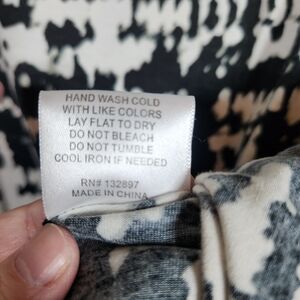 HAND WASH COLD
WITH LIKE COLORS
LAY FLAT TO DRY
DO NOT BLEACH
DO NOT TUMBLE
COOL IRON IF NEEDED
RN# 132897
MADE IN CHINA